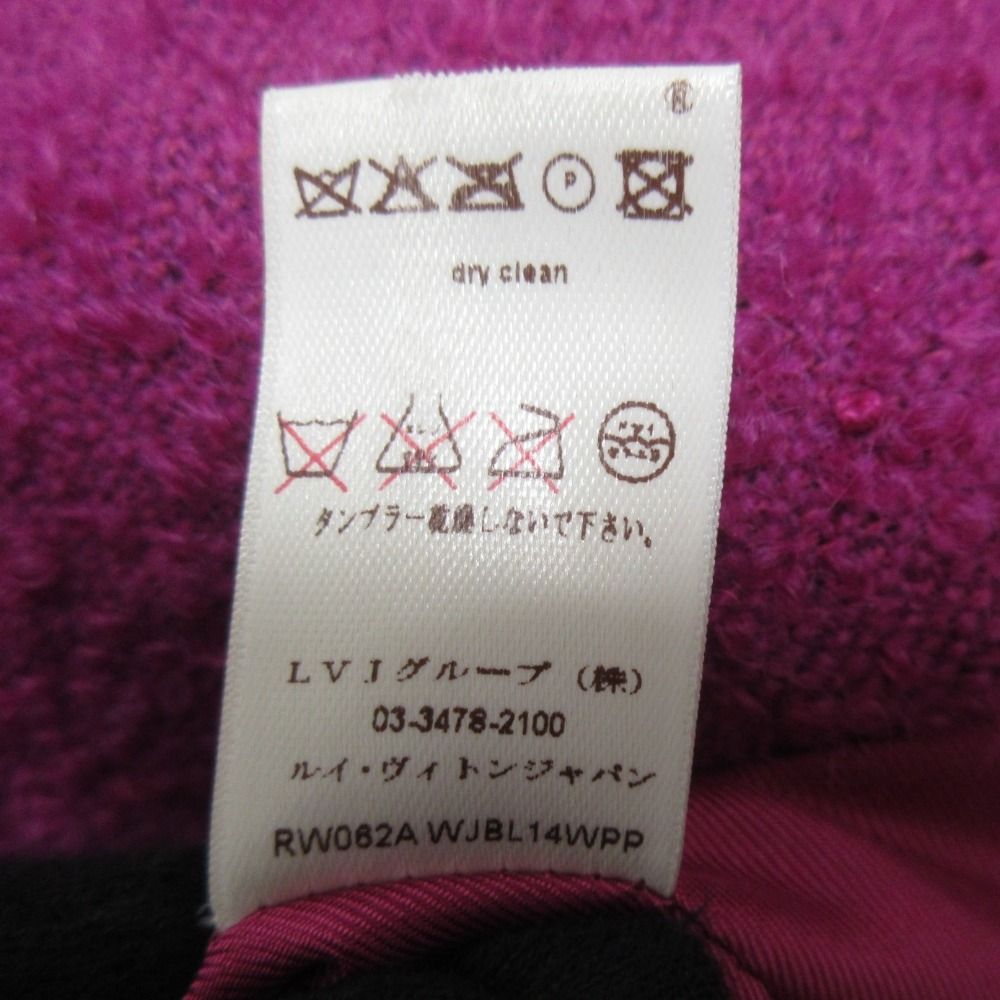 ®
P
dry clean
タンブラー乾燥しないで下さい。
LVJグループ(株)
03-3478-2100
ルイ・ヴィトンジャパン
RW062A WJBL14WPP